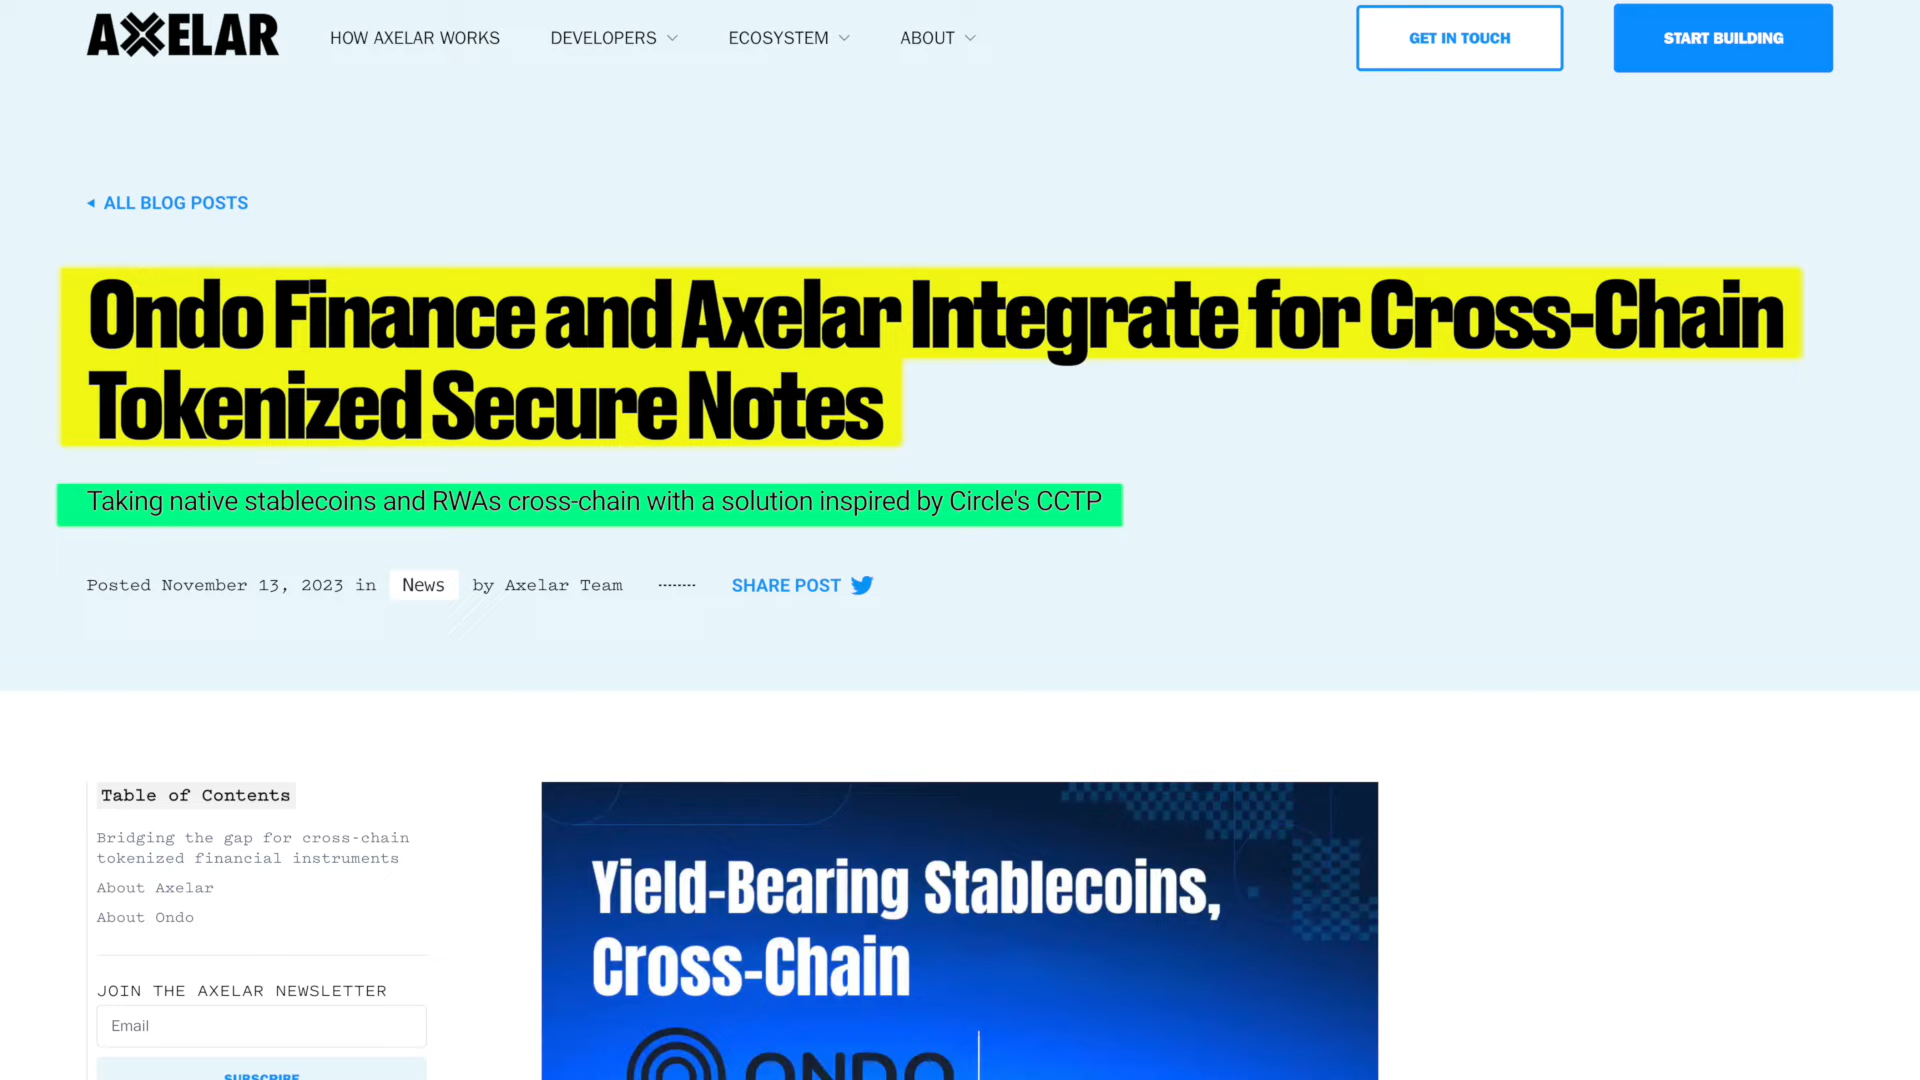 AXELAR
HOW AXELAR WORKS
DEVELOPERS
ECOSYSTEM
ABOUT
GET IN TOUCH
START BUILDING
ALL BLOG POSTS
Ondo Finance and Axelar Integrate for Cross-Chain
Tokenized Secure Notes
Taking native stablecoins and RWAs cross-chain with a solution inspired by Circle's CCTP
Posted November 13, 2023 in News by Axelar Team -------- SHARE POST
Table of Contents
Bridging the gap for cross-chain
tokenized financial instruments
About Axelar
About Ondo
JOIN THE AXELAR NEWSLETTER
Email
SUBSCRIBE
Yield-Bearing Stablecoins,
Cross-Chain
ONDO